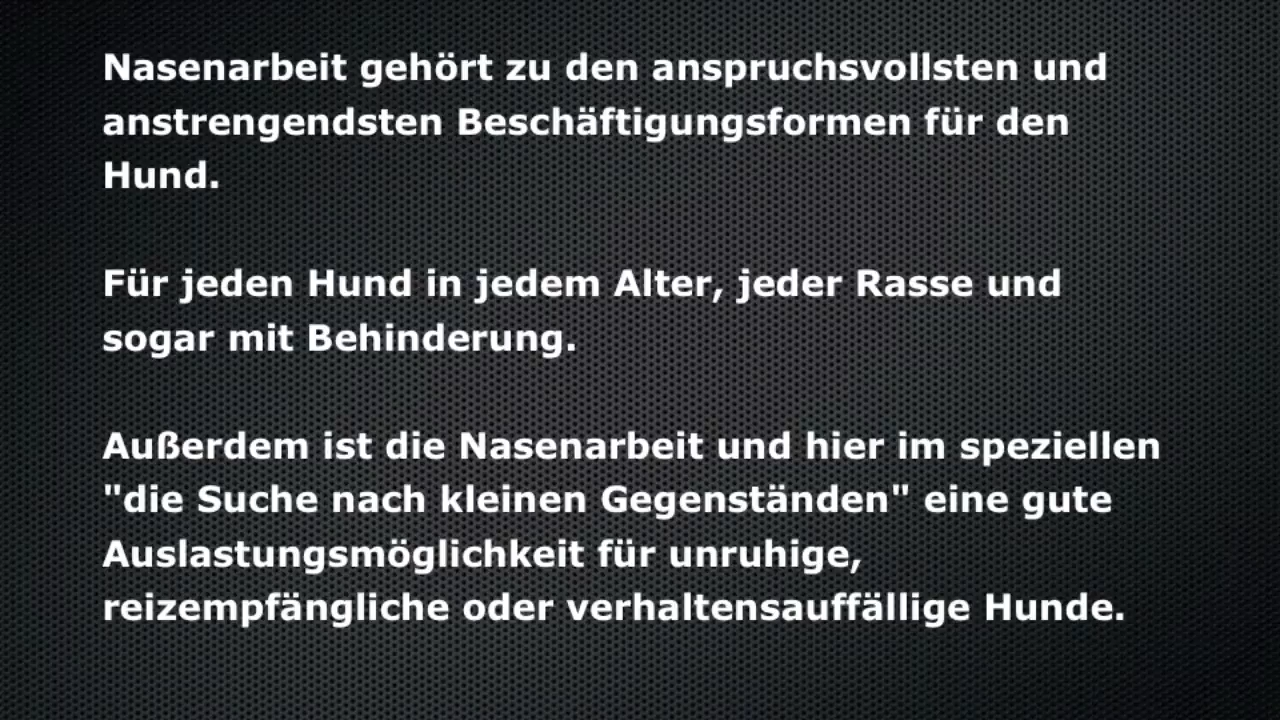 Nasenarbeit gehört zu den anspruchsvollsten und
anstrengendsten Beschäftigungsformen für den
Hund.
Für jeden Hund in jedem Alter, jeder Rasse und
sogar mit Behinderung.
Außerdem ist die Nasenarbeit und hier im speziellen
"die Suche nach kleinen Gegenständen" eine gute
Auslastungsmöglichkeit für unruhige,
reizempfängliche oder verhaltensauffällige Hunde.